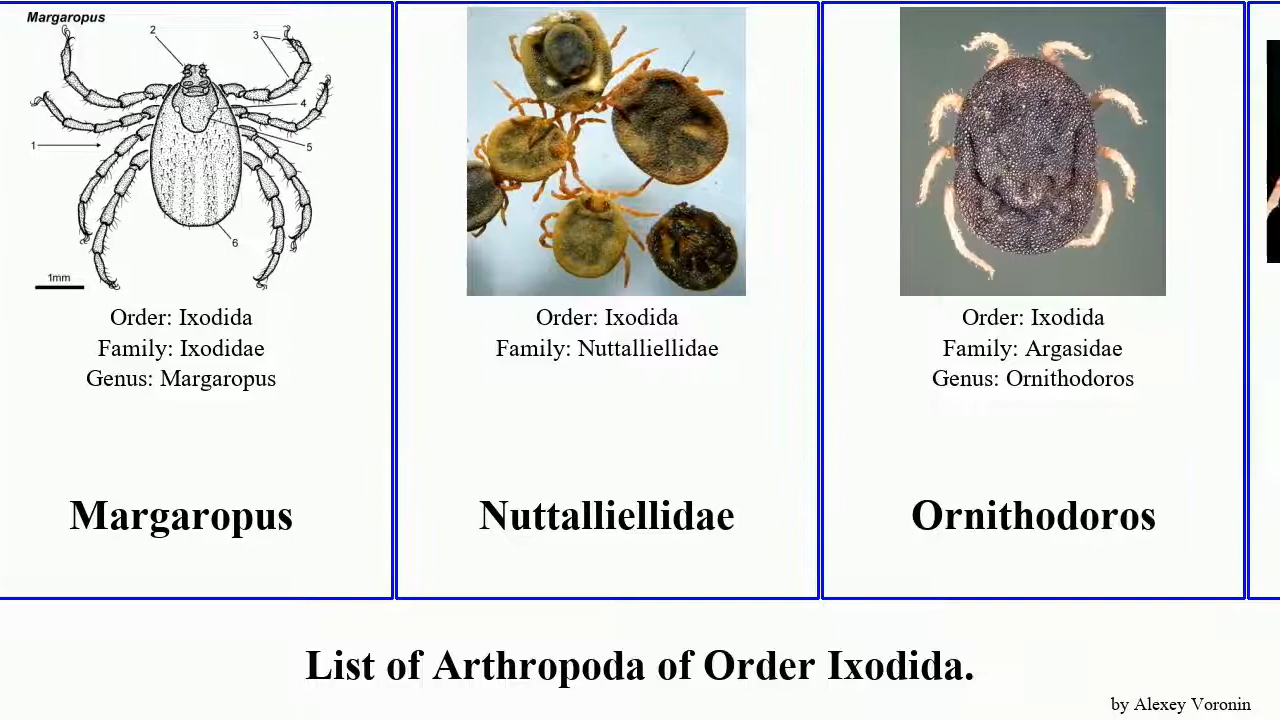 Margaropus
2
3
4
1
5
6
1mm
Order: Ixodida
Family: Ixodidae
Genus: Margaropus
Margaropus
Order: Ixodida
Family: Nuttalliellidae
Nuttalliellidae
Order: Ixodida
Family: Argasidae
Genus: Ornithodoros
Ornithodoros
List of Arthropoda of Order Ixodida.
by Alexey Voronin